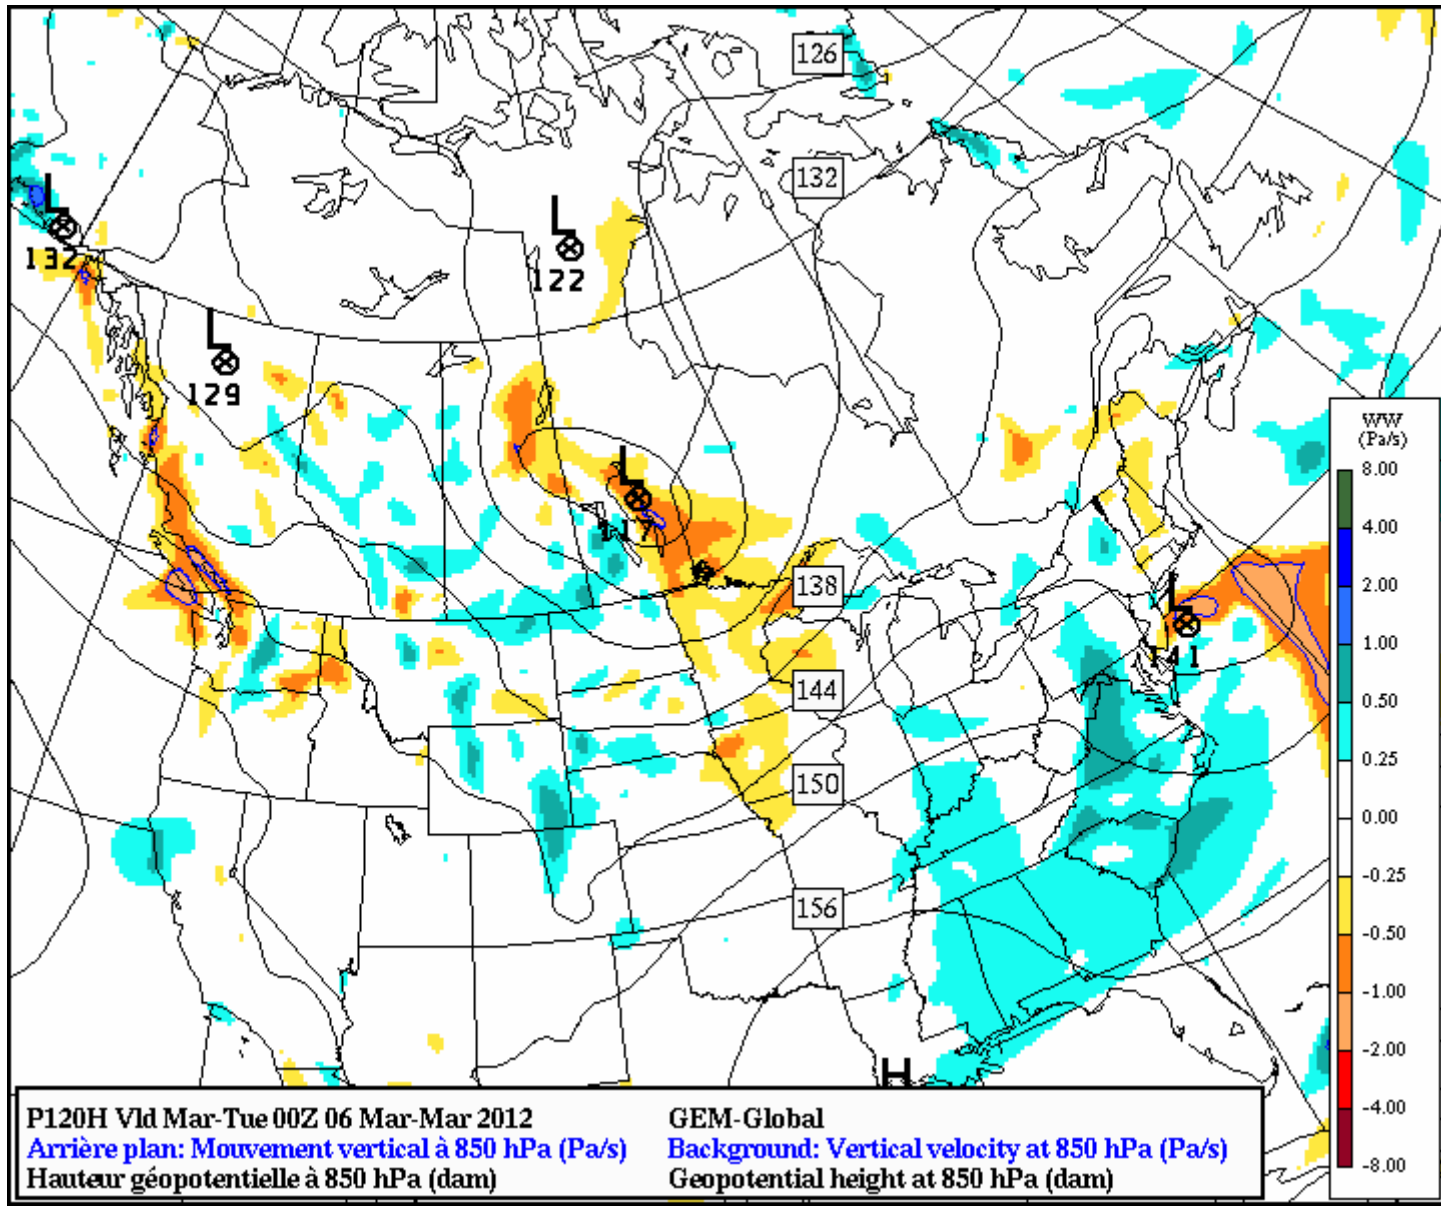 126
132
L
132
L
122
L
129
L
117
138
L
141
144
150
156
H
WW
(Pa/s)
8.00
4.00
2.00
1.00
0.50
0.25
0.00
-0.25
-0.50
-1.00
-2.00
-4.00
-8.00
P120H Vld Mar-Tue 00Z 06 Mar-Mar 2012 GEM-Global
Arrière plan: Mouvement vertical à 850 hPa (Pa/s) Background: Vertical velocity at 850 hPa (Pa/s)
Hauteur géopotentielle à 850 hPa (dam) Geopotential height at 850 hPa (dam)